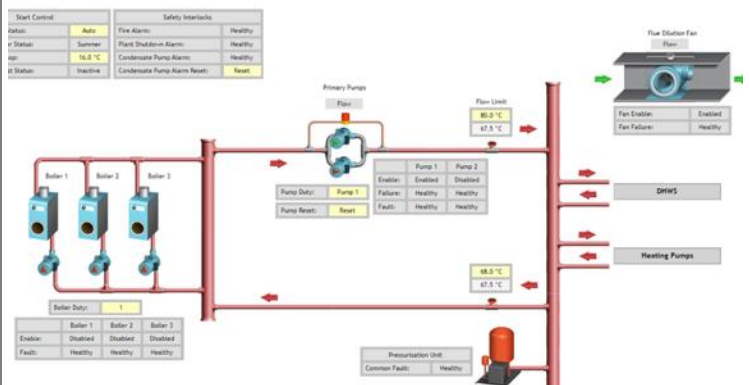 Start Control
Safety Interlocks
Status: Auto
Fire Alarm: Healthy
r Status: Summer
Plant Shutdown Alarm: Healthy
16.0 °C
Condensate Pump Alarm: Healthy
t Status: Inactive
Condensate Pump Alarm Reset: Reset
Flue Dilution Fan
Flow
Fan Enable: Enabled
Fan Failure: Healthy
Primary Pumps
Flow
Flow Limit
80.0 °C
67.5 °C
Boiler 1 Boiler 2 Boiler 3
Pump 1 Pump 2
Enable: Enabled Disabled
Failure: Healthy Healthy
Fault: Healthy Healthy
Pump Duty: Pump 1
Pump Reset: Reset
DHWS
Heating Pumps
68.0 °C
67.5 °C
Boiler Duty: 1
Boiler 1 Boiler 2 Boiler 3
Enable: Disabled Disabled Disabled
Fault: Healthy Healthy Healthy
Pressurisation Unit
Common Fault: Healthy